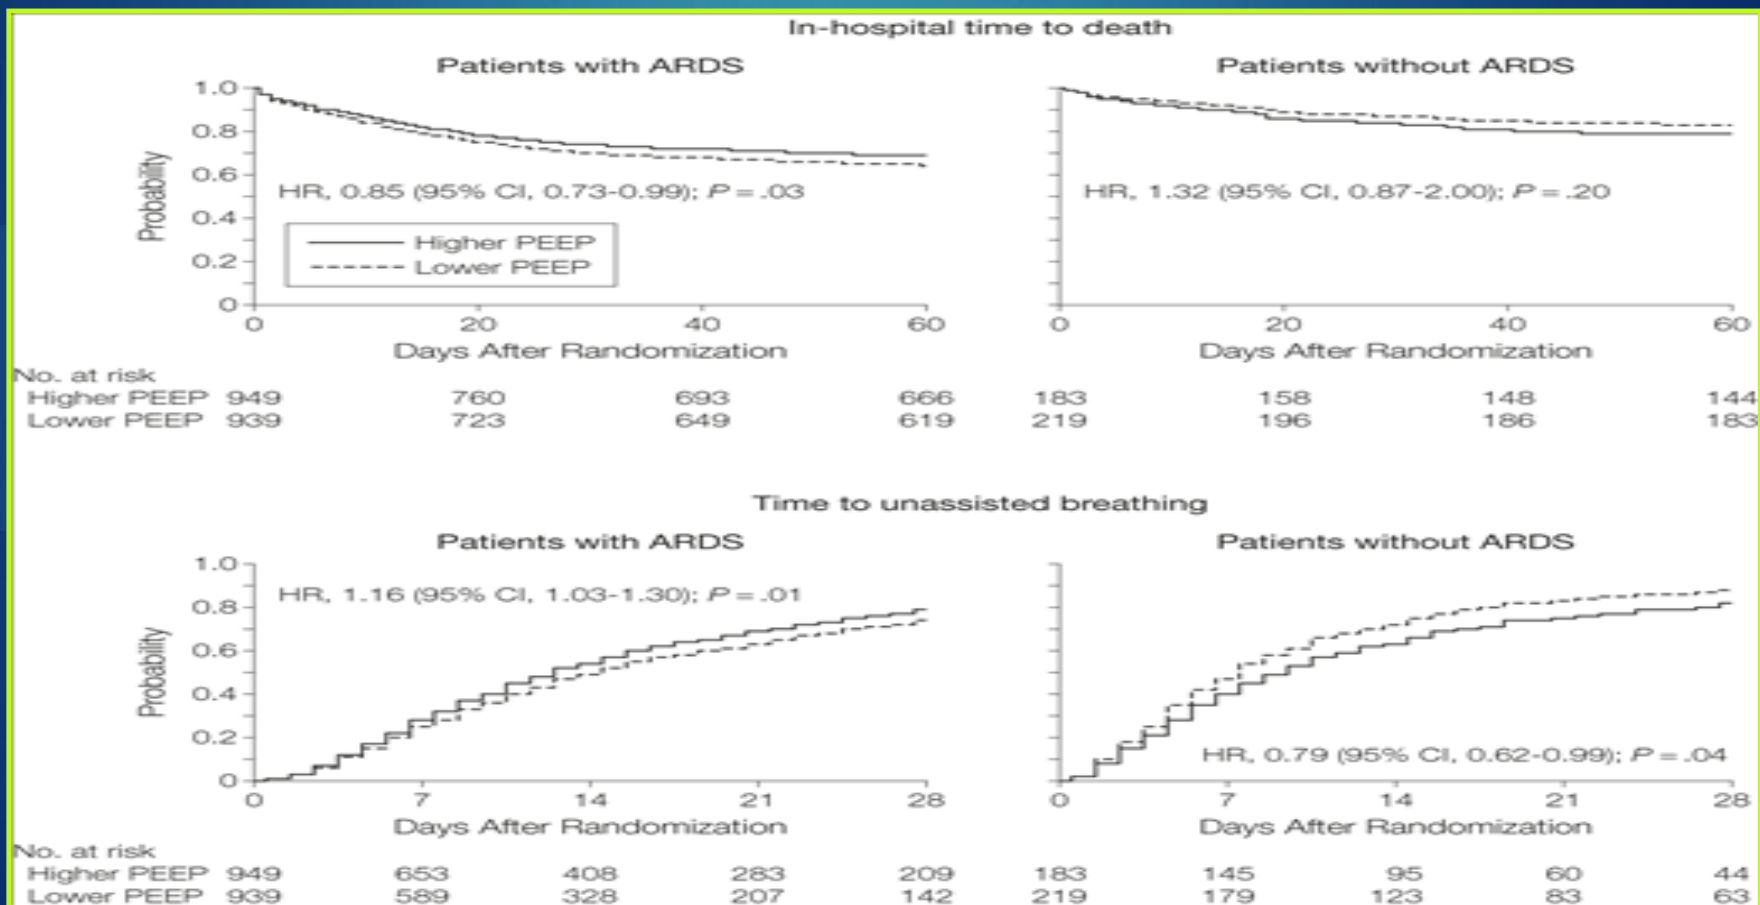 In-hospital time to death
Patients with ARDS
Patients without ARDS
1.0
0.8
0.6
0.4
0.2
0
Probability
HR, 0.85 (95% CI, 0.73-0.99); P = .03
Higher PEEP
Lower PEEP
HR, 1.32 (95% CI, 0.87-2.00); P = .20
0 20 40 60
0 20 40 60
Days After Randomization
Days After Randomization
No. at risk
Higher PEEP 949 760 693 666 183 158 148 144
Lower PEEP 939 723 649 619 219 196 186 183
Time to unassisted breathing
Patients with ARDS
Patients without ARDS
1.0
0.8
0.6
0.4
0.2
0
Probability
HR, 1.16 (95% CI, 1.03-1.30); P = .01
HR, 0.79 (95% CI, 0.62-0.99); P = .04
0 7 14 21 28
0 7 14 21 28
Days After Randomization
Days After Randomization
No. at risk
Higher PEEP 949 653 408 283 209 183 145 95 60 44
Lower PEEP 939 589 328 207 142 219 179 123 83 63